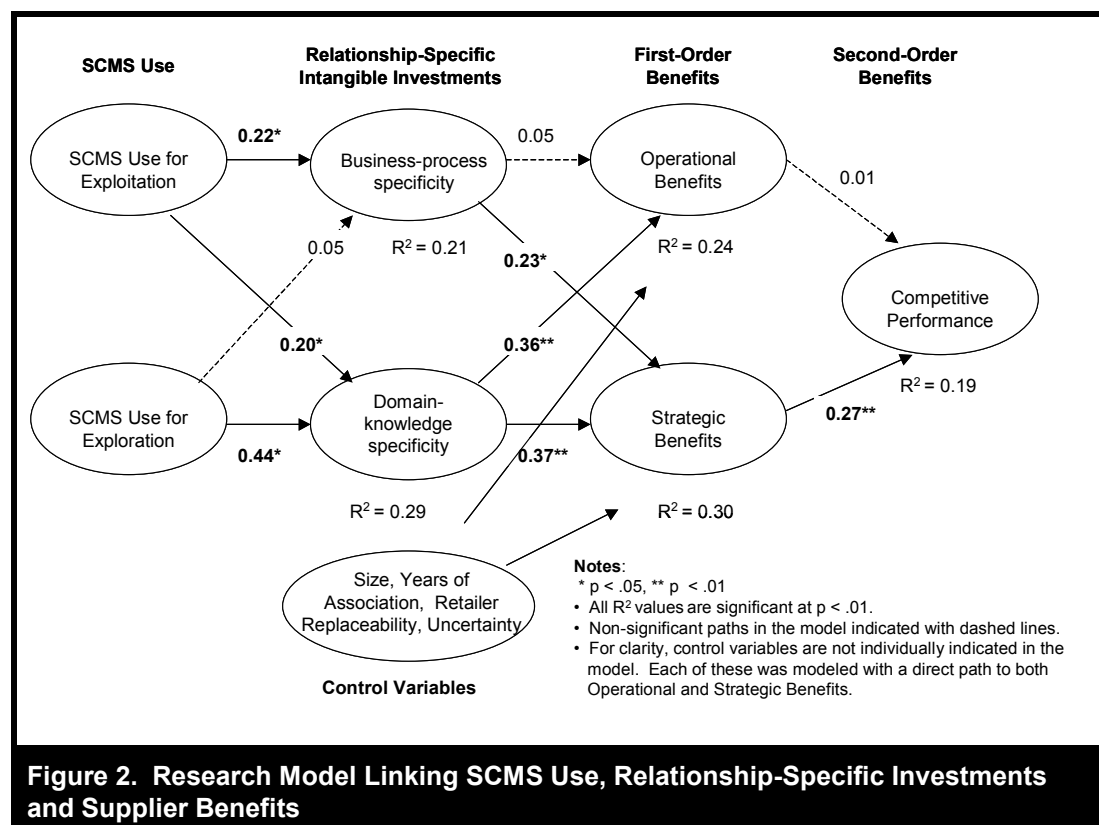 SCMS Use
Relationship-Specific
Intangible Investments
First-Order
Benefits
Second-Order
Benefits
SCMS Use for
Exploitation
0.22*
Business-process
specificity
0.05
Operational
Benefits
0.01
0.05
R² = 0.21
0.23*
R² = 0.24
Competitive
Performance
0.20*
0.36**
R² = 0.19
SCMS Use for
Exploration
0.44*
Domain-
knowledge
specificity
0.37**
Strategic
Benefits
0.27**
R² = 0.29
R² = 0.30
Size, Years of
Association, Retailer
Replaceability, Uncertainty
Control Variables
Notes:
* p < .05, ** p < .01
• All R² values are significant at p < .01.
• Non-significant paths in the model indicated with dashed lines.
• For clarity, control variables are not individually indicated in the
model. Each of these was modeled with a direct path to both
Operational and Strategic Benefits.
Figure 2. Research Model Linking SCMS Use, Relationship-Specific Investments
and Supplier Benefits